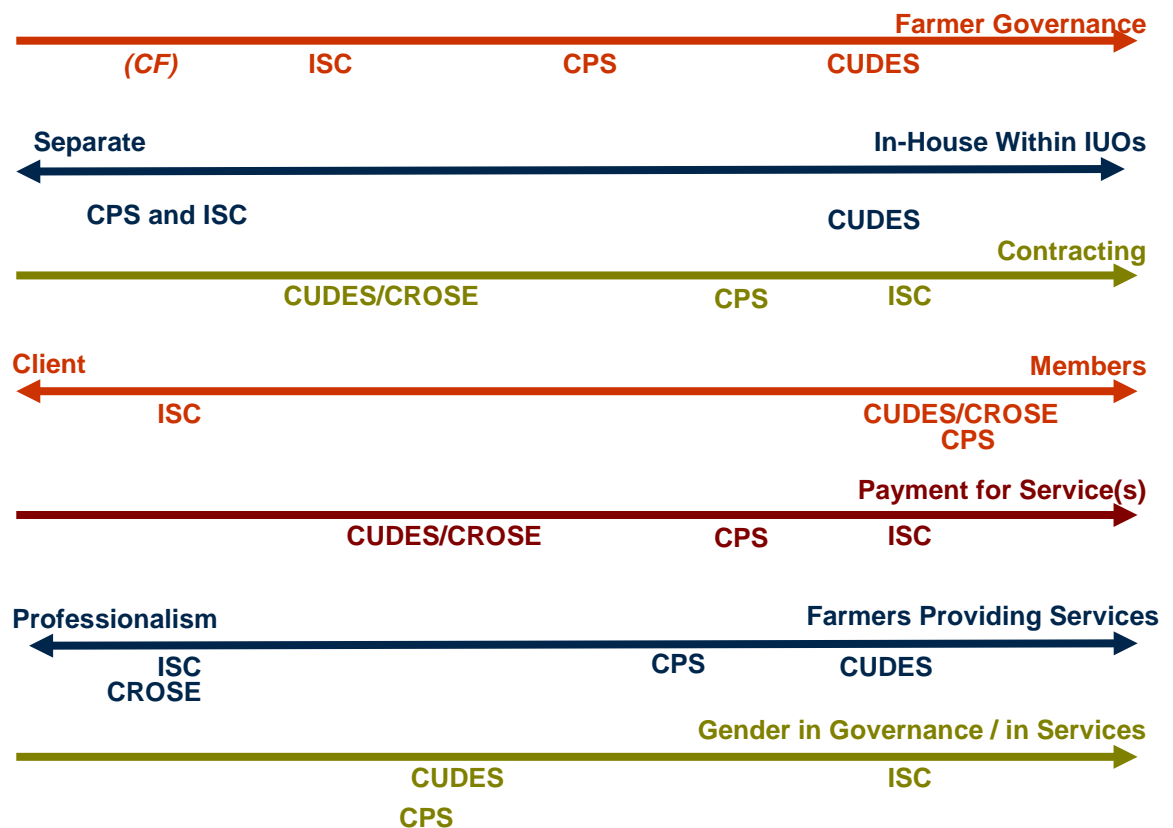 Farmer Governance
(CF) ISC CPS CUDES
Separate In-House Within IUOs
CPS and ISC CUDES
Contracting
CUDES/CROSE CPS ISC
Client Members
ISC CUDES/CROSE
CPS
Payment for Service(s)
CUDES/CROSE CPS ISC
Professionalism Farmers Providing Services
ISC CPS CUDES
CROSE
Gender in Governance / in Services
CUDES ISC
CPS